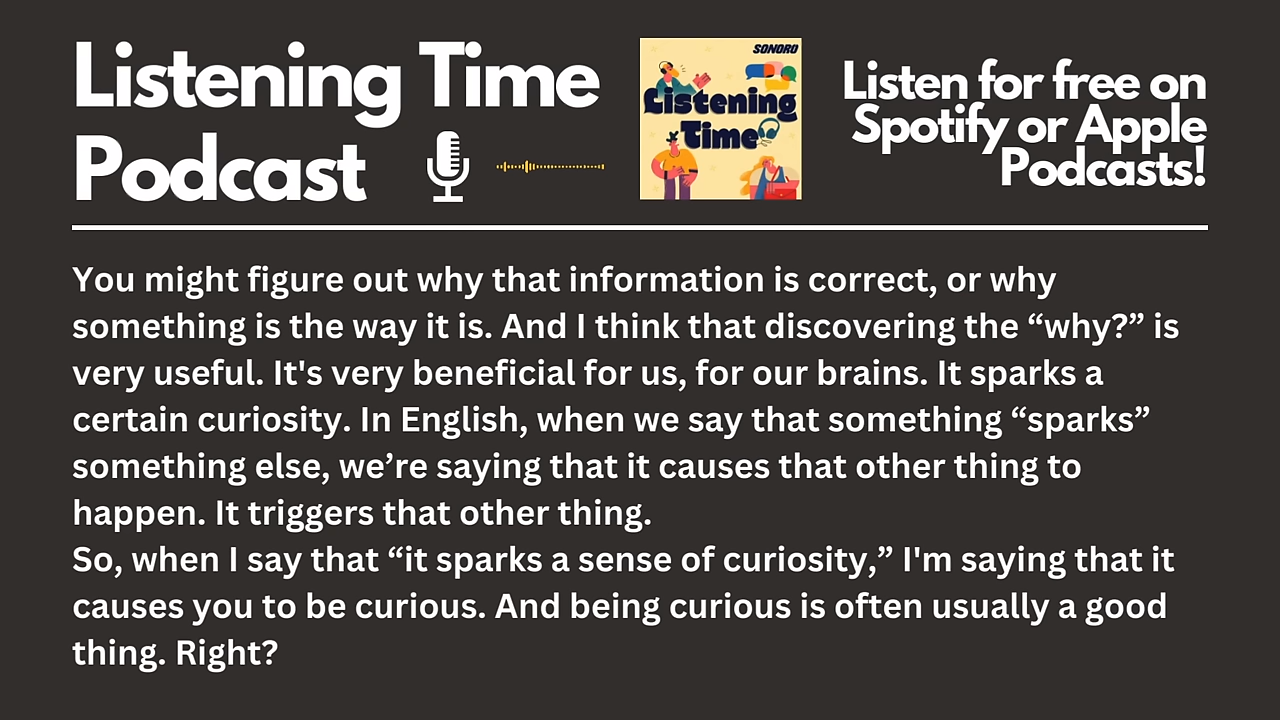 Listening Time
Podcast
SONORO
Listening
Time
Listen for free on
Spotify or Apple
Podcasts!
You might figure out why that information is correct, or why
something is the way it is. And I think that discovering the “why?” is
very useful. It's very beneficial for us, for our brains. It sparks a
certain curiosity. In English, when we say that something “sparks”
something else, we’re saying that it causes that other thing to
happen. It triggers that other thing.
So, when I say that “it sparks a sense of curiosity,” I'm saying that it
causes you to be curious. And being curious is often usually a good
thing. Right?